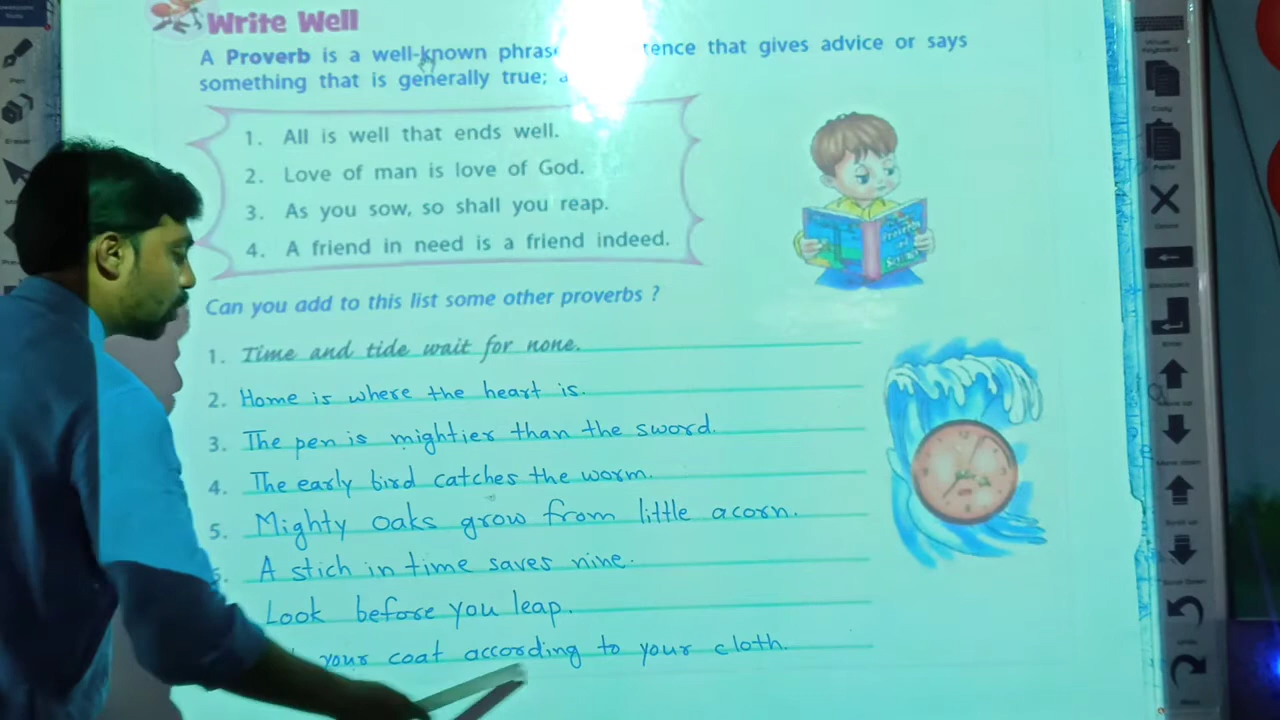 Write Well
A Proverb is a well-known phrase that gives advice or says
something that is generally true;
1. All is well that ends well.
2. Love of man is love of God.
3. As you sow, so shall you reap.
4. A friend in need is a friend indeed.
Can you add to this list some other proverbs ?
1. Time and tide wait for none.
2. Home is where the heart is.
3. The pen is mightier than the sword.
4. The early bird catches the worm.
5. Mighty oaks grow from little acorn.
A stich in time saves nine.
Look before you leap.
your coat according to your cloth.
Pen
Virtual
Keyboard
Copy